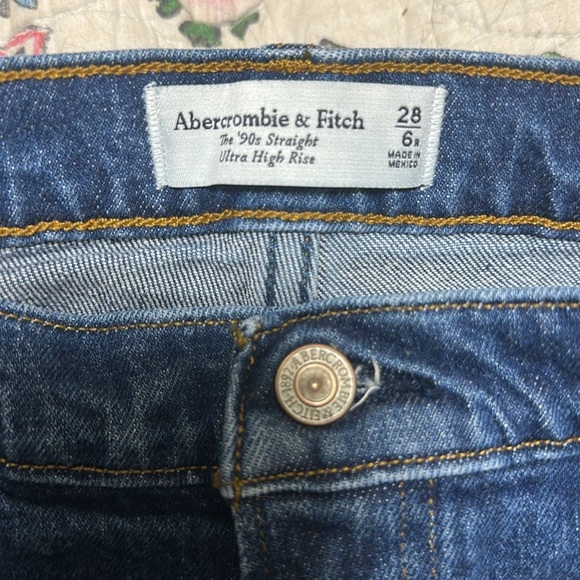 Abercrombie & Fitch
The '90s Straight
Ultra High Rise
28
6R
MADE IN
MEXICO
ABERCROMBIE & FITCH · 1892 ·